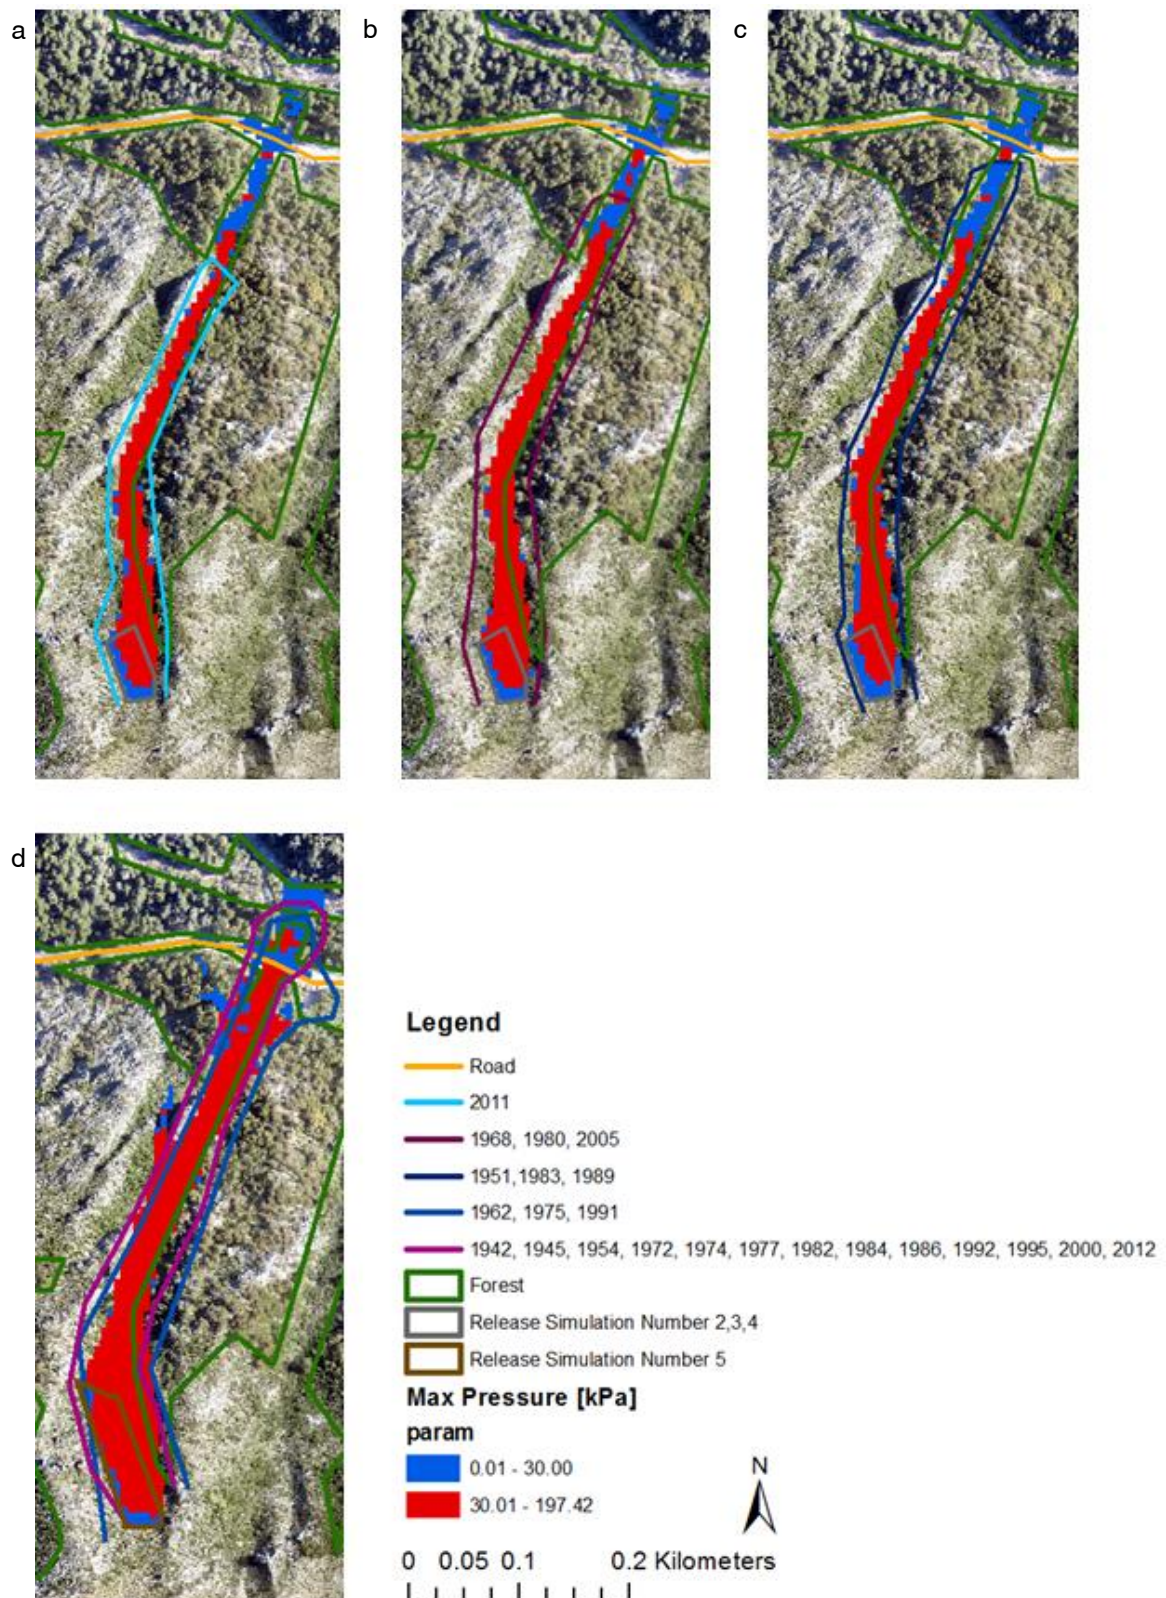 a
b
c
d
Legend
Road
2011
1968, 1980, 2005
1951,1983, 1989
1962, 1975, 1991
1942, 1945, 1954, 1972, 1974, 1977, 1982, 1984, 1986, 1992, 1995, 2000, 2012
Forest
Release Simulation Number 2,3,4
Release Simulation Number 5
Max Pressure [kPa]
param
0.01 - 30.00
30.01 - 197.42
N
0 0.05 0.1 0.2 Kilometers